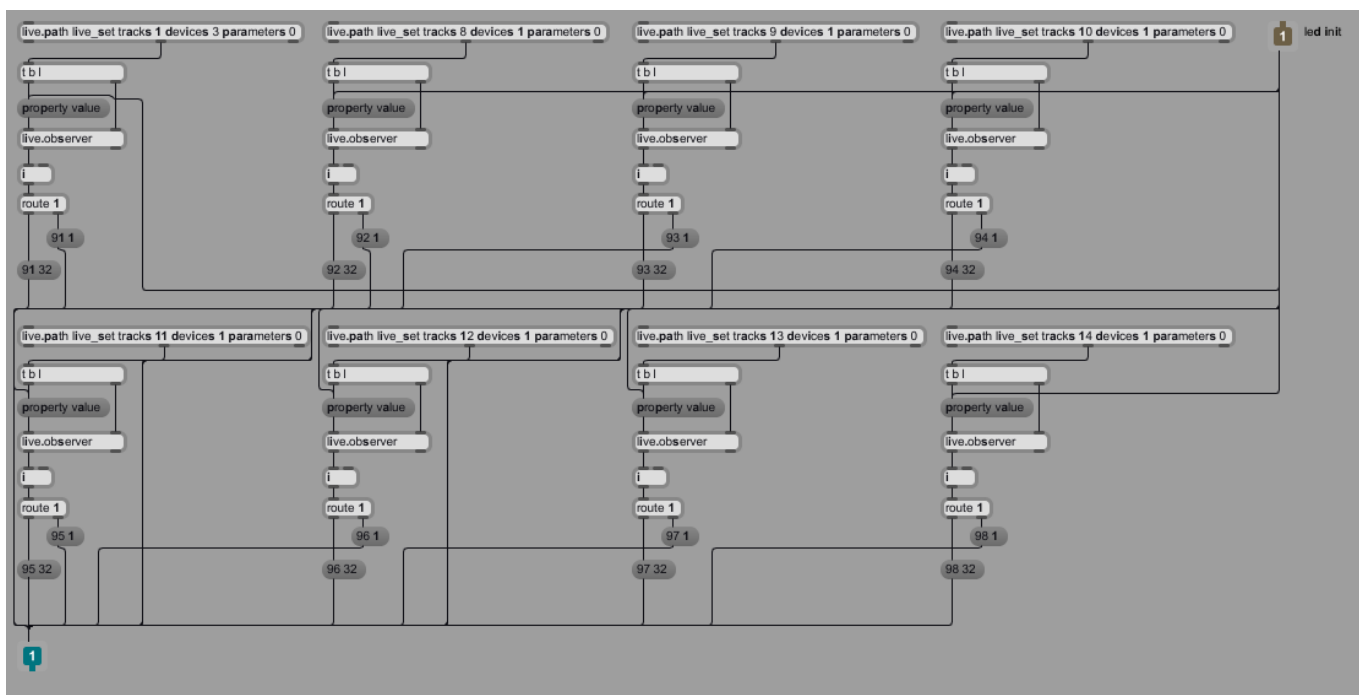 live.path live_set tracks 1 devices 3 parameters 0
live.path live_set tracks 8 devices 1 parameters 0
live.path live_set tracks 9 devices 1 parameters 0
live.path live_set tracks 10 devices 1 parameters 0
1
led init
t b l
t b l
t b l
t b l
property value
property value
property value
property value
live.observer
live.observer
live.observer
live.observer
i
i
i
i
route 1
route 1
route 1
route 1
91 1
92 1
93 1
94 1
91 32
92 32
93 32
94 32
live.path live_set tracks 11 devices 1 parameters 0
live.path live_set tracks 12 devices 1 parameters 0
live.path live_set tracks 13 devices 1 parameters 0
live.path live_set tracks 14 devices 1 parameters 0
t b l
t b l
t b l
t b l
property value
property value
property value
property value
live.observer
live.observer
live.observer
live.observer
i
i
i
i
route 1
route 1
route 1
route 1
95 1
96 1
97 1
98 1
95 32
96 32
97 32
98 32
1